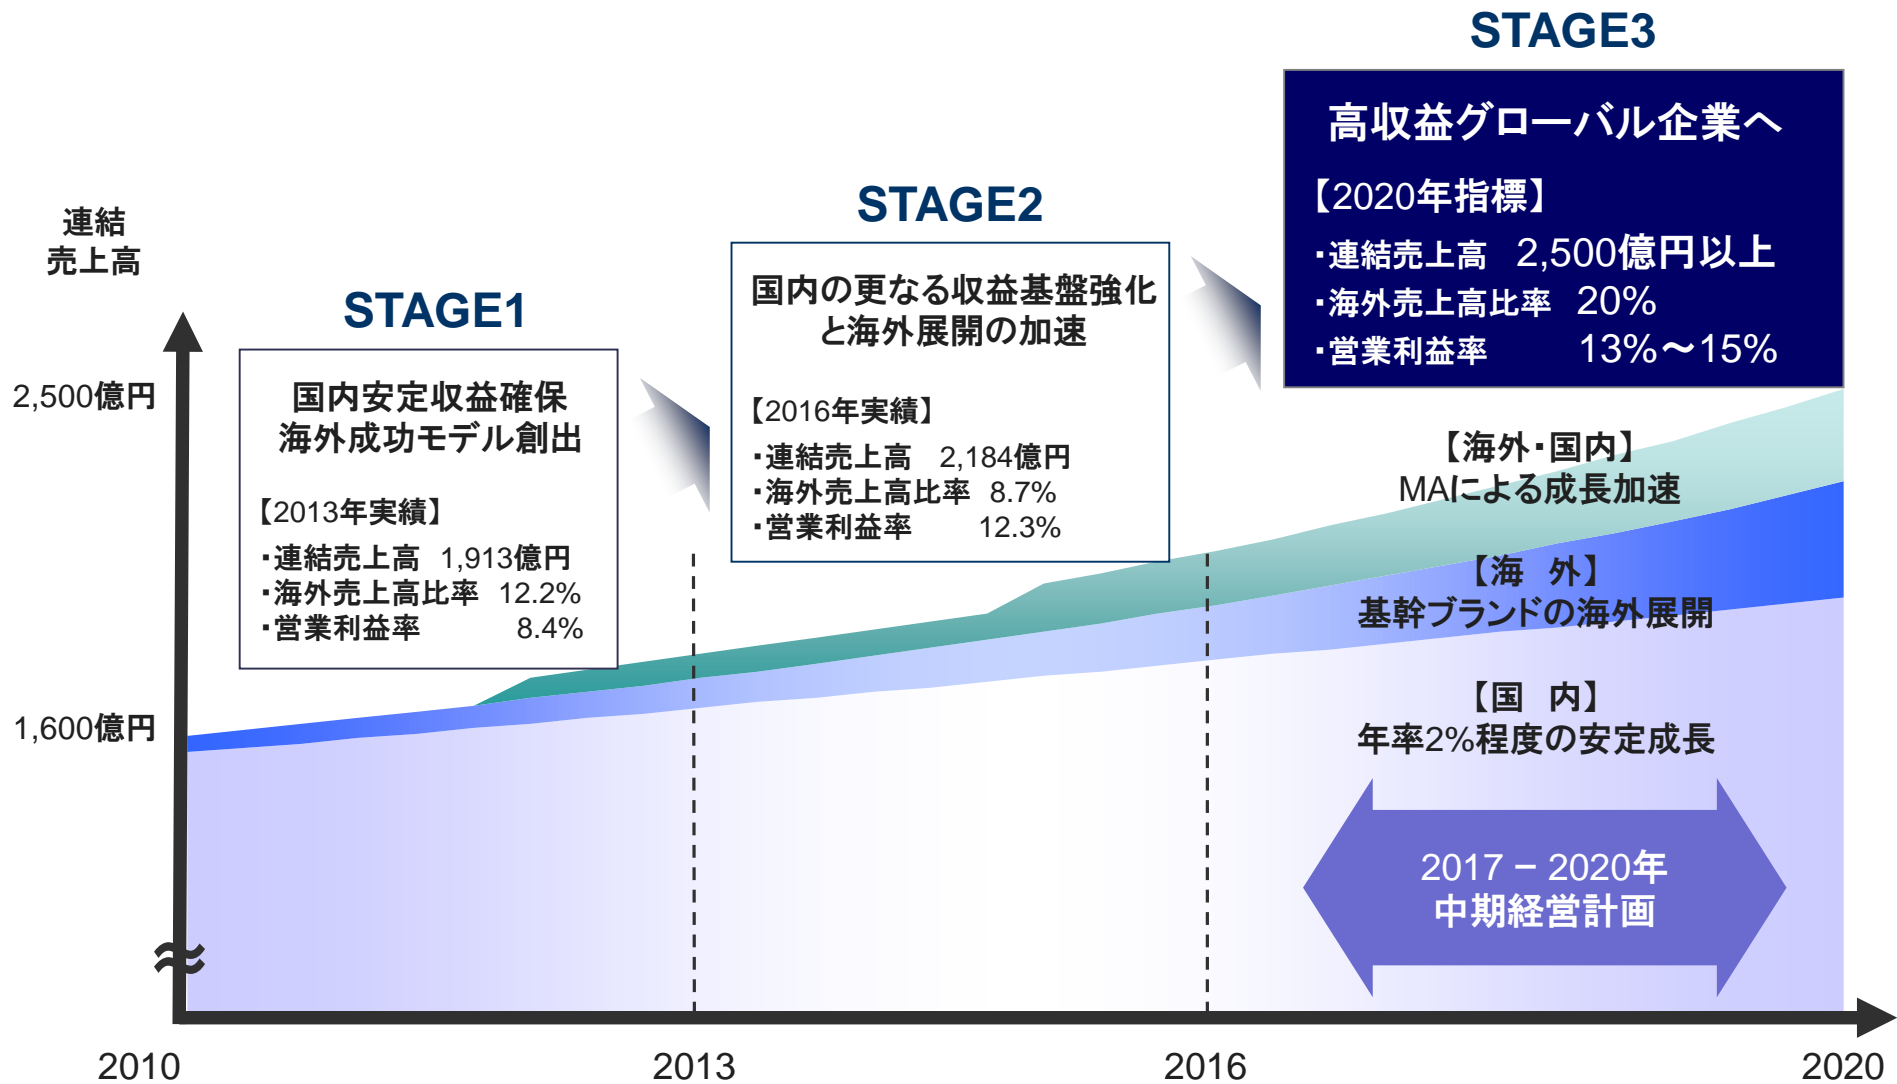 STAGE3
高収益グローバル企業へ
【2020年指標】
・連結売上高 2,500億円以上
・海外売上高比率 20%
・営業利益率 13%～15%
STAGE2
国内の更なる収益基盤強化
と海外展開の加速
【2016年実績】
・連結売上高 2,184億円
・海外売上高比率 8.7%
・営業利益率 12.3%
STAGE1
国内安定収益確保
海外成功モデル創出
【2013年実績】
・連結売上高 1,913億円
・海外売上高比率 12.2%
・営業利益率 8.4%
連結
売上高
2,500億円
1,600億円
【海外・国内】
MAによる成長加速
【海 外】
基幹ブランドの海外展開
【国 内】
年率2%程度の安定成長
2017 − 2020年
中期経営計画
2010
2013
2016
2020